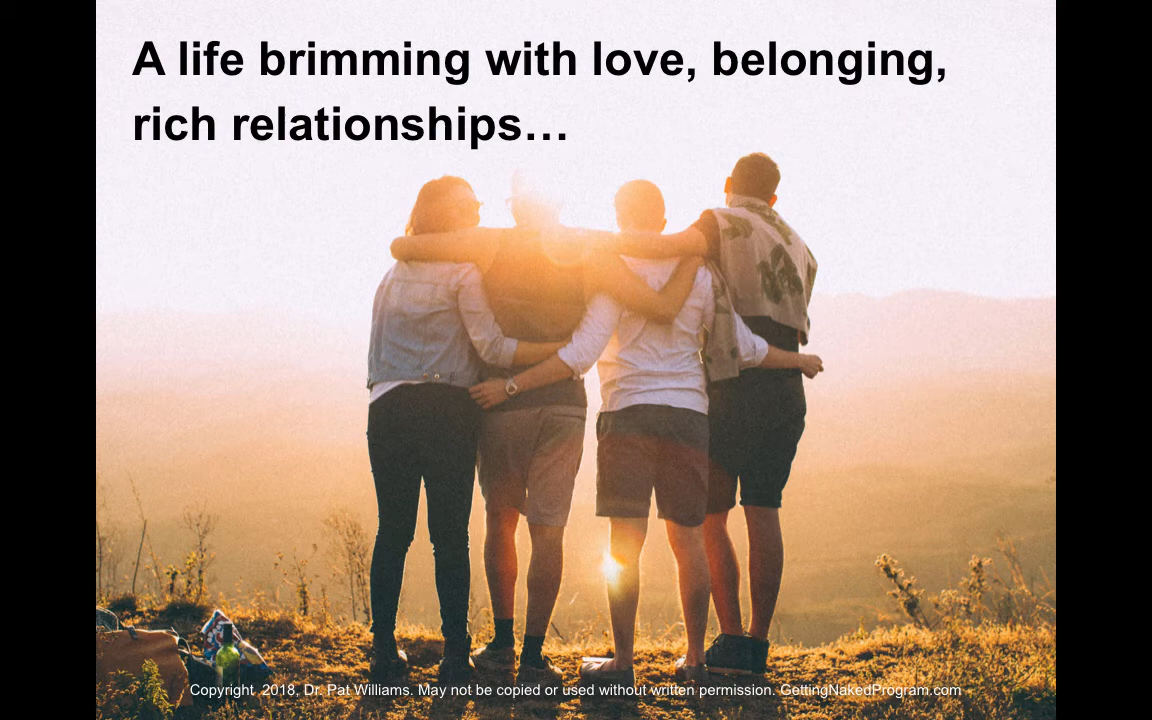 A life brimming with love, belonging,
rich relationships…
Copyright  2018, Dr. Pat Williams. May not be copied or used without written permission. GettingNakedProgram.com